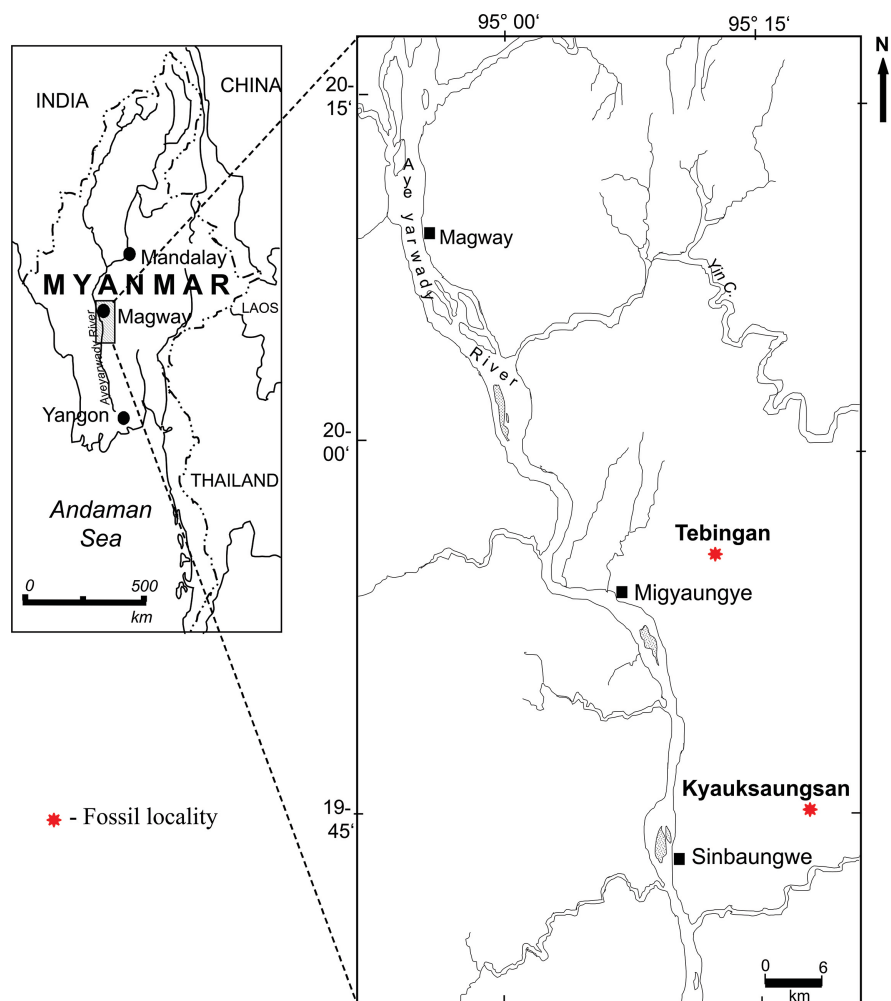 INDIA
CHINA
Mandalay
MYANMAR
LAOS
Magway
Ayeyarwady River
Yangon
THAILAND
Andaman
Sea
0 500
km
- Fossil locality
95° 00‘ 95° 15‘
N
20-
15‘
Aye yarwady
River
Magway
Yin C.
20-
00‘
Tebingan
Migyaungye
Kyauksaungsan
19-
45‘
Sinbaungwe
0 6
km